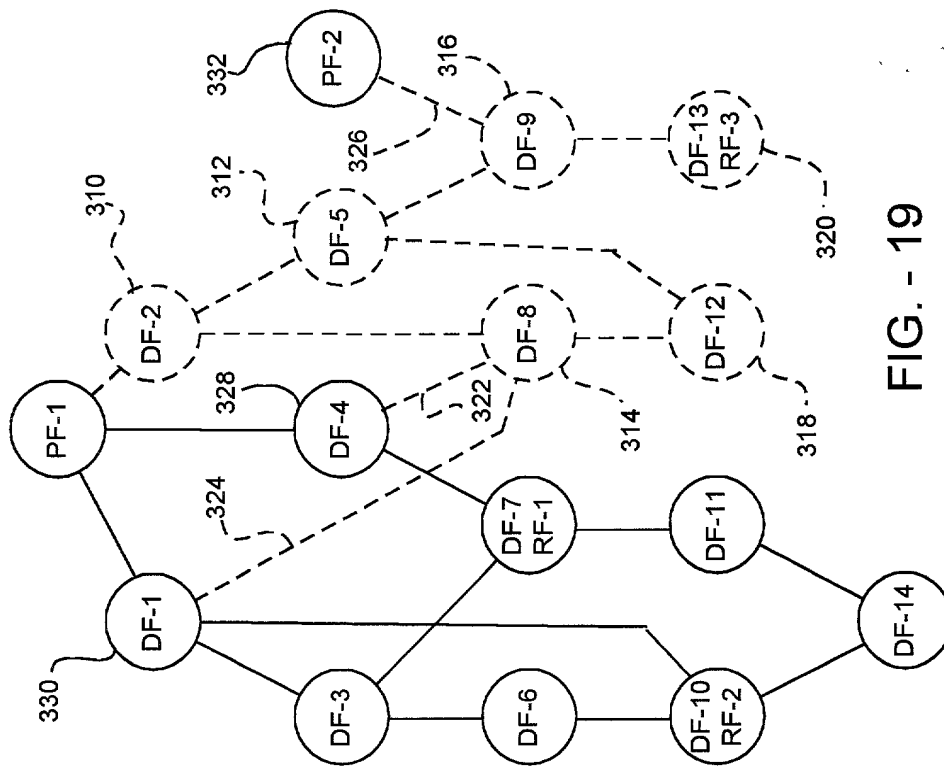 332
PF-1
PF-2
310
316
330
DF-1
324
DF-2
326
312
328
DF-3
DF-4
DF-5
322
DF-6
DF-7
RF-1
DF-8
DF-9
314
DF-10
RF-2
DF-11
DF-12
DF-13
RF-3
318
320
DF-14
FIG. - 19